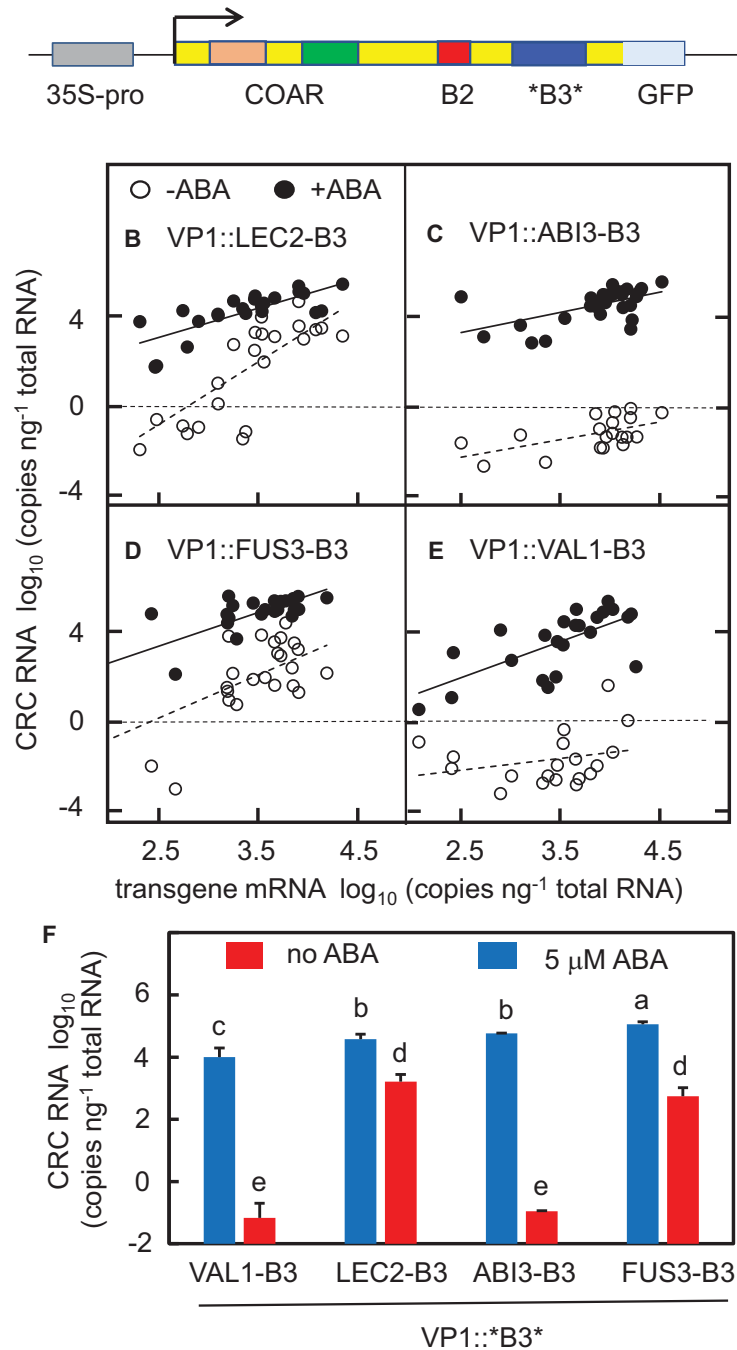 35S-pro COAR B2 *B3* GFP
-ABA +ABA
B VP1::LEC2-B3
C VP1::ABI3-B3
4
0
-4
D VP1::FUS3-B3
E VP1::VAL1-B3
4
0
-4
CRC RNA log10 (copies ng-1 total RNA)
2.5 3.5 4.5 2.5 3.5 4.5
transgene mRNA log10 (copies ng-1 total RNA)
F
no ABA 5 μM ABA
CRC RNA log10
(copies ng-1 total RNA)
6
4
2
0
-2
c e b d b e a d
VAL1-B3 LEC2-B3 ABI3-B3 FUS3-B3
VP1::*B3*